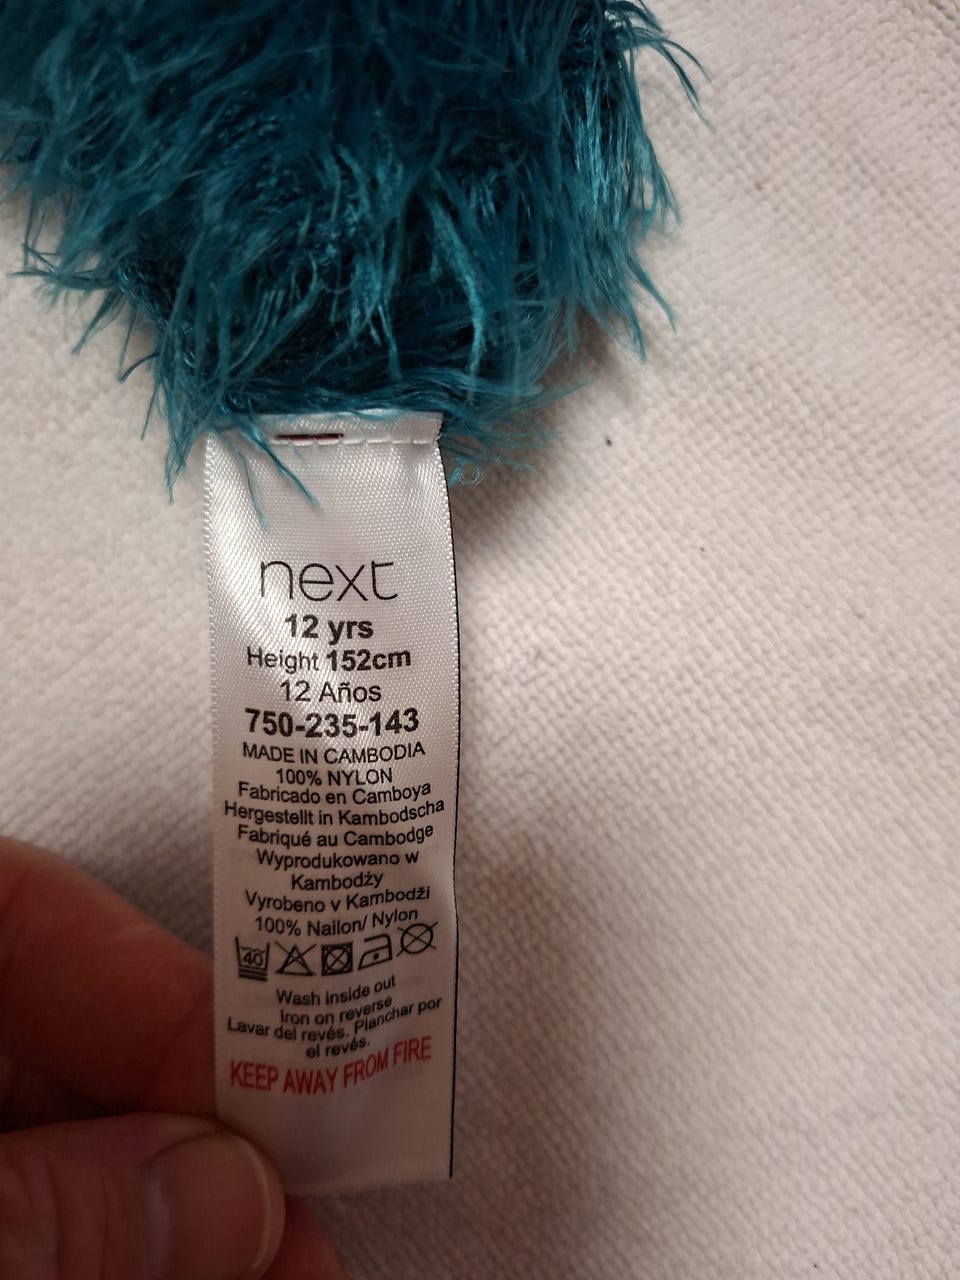 next
12 yrs
Height 152cm
12 Años
750-235-143
MADE IN CAMBODIA
100% NYLON
Fabricado en Camboya
Hergestellt in Kambodscha
Fabriqué au Cambodge
Wyprodukowano w
Kambodży
Vyrobeno v Kambodži
100% Nailon/ Nylon
40
Wash inside out
Iron on reverse
Lavar del revés. Planchar por
el revés.
KEEP AWAY FROM FIRE